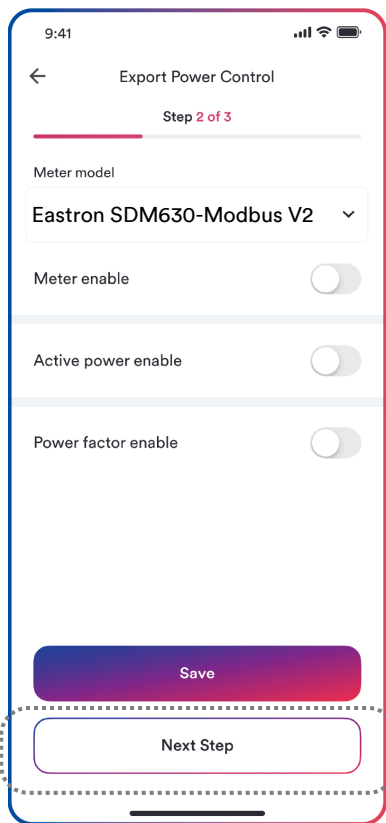 9:41
Export Power Control
Step 2 of 3
Meter model
Eastron SDM630-Modbus V2
Meter enable
Active power enable
Power factor enable
Save
Next Step